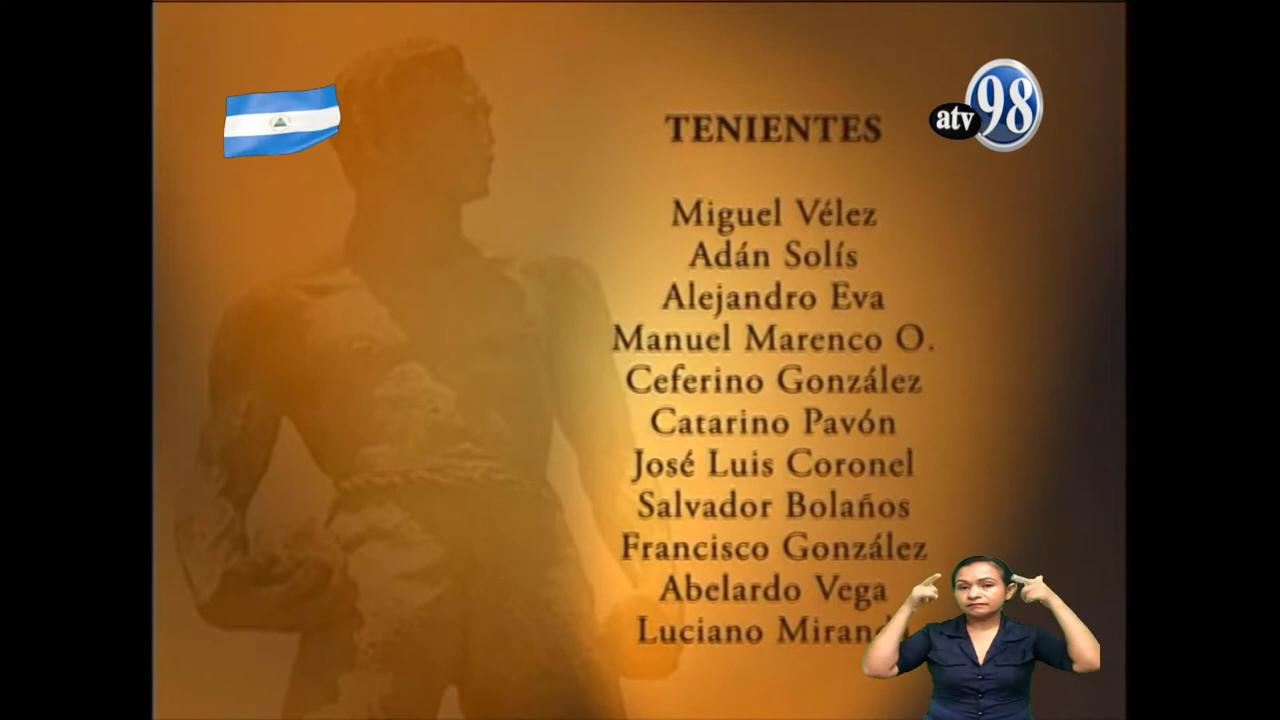 TENIENTES
atv 98
Miguel Vélez
Adán Solís
Alejandro Eva
Manuel Marenco O.
Ceferino González
Catarino Pavón
José Luis Coronel
Salvador Bolaños
Francisco González
Abelardo Vega
Luciano